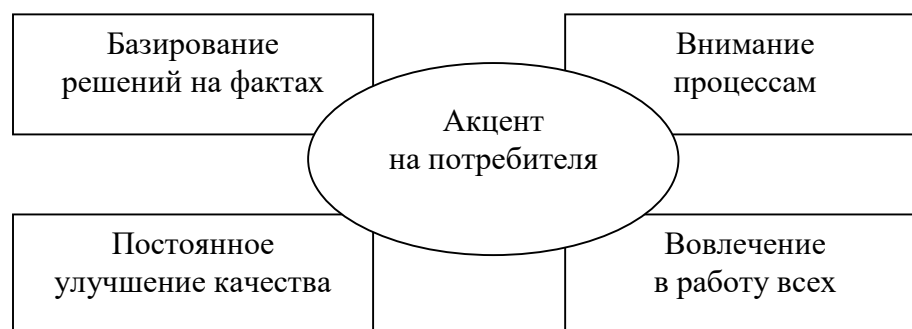 Базирование
решений на фактах
Внимание
процессам
Акцент
на потребителя
Постоянное
улучшение качества
Вовлечение
в работу всех